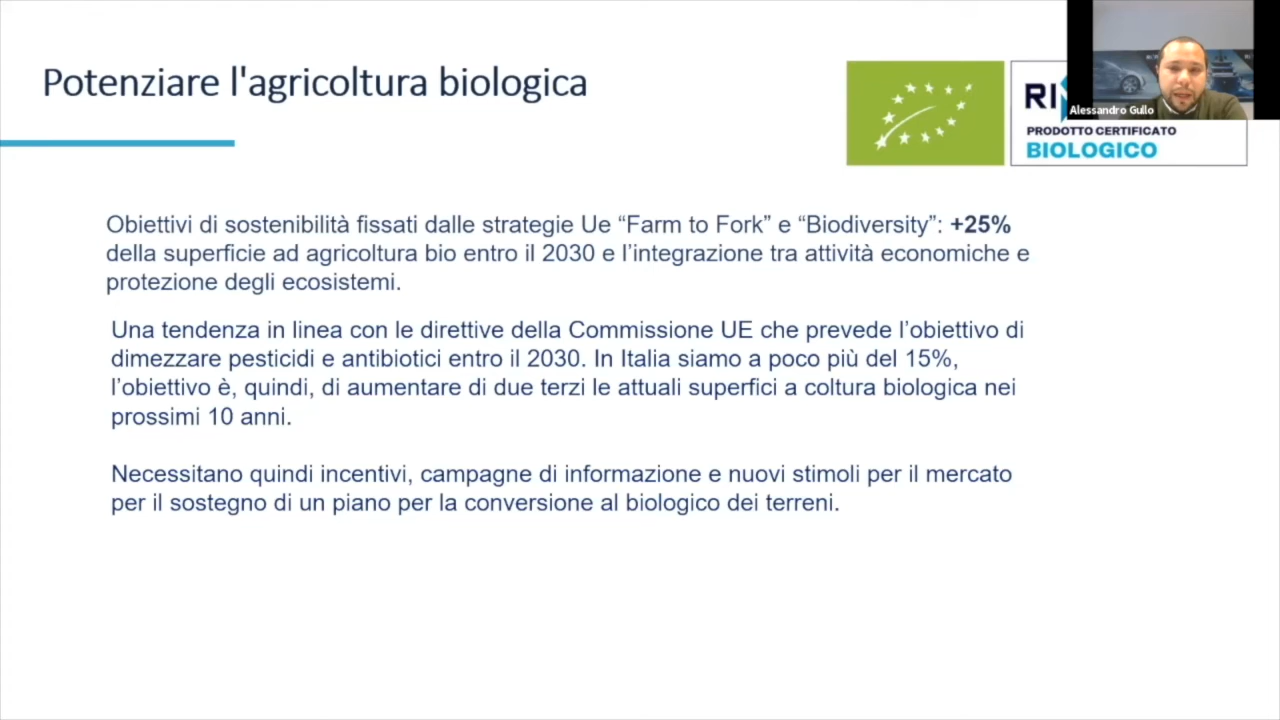 Potenziare l'agricoltura biologica
RI
Alessandro Gullo
PRODOTTO CERTIFICATO
BIOLOGICO
Obiettivi di sostenibilità fissati dalle strategie Ue “Farm to Fork” e “Biodiversity”: +25%
della superficie ad agricoltura bio entro il 2030 e l’integrazione tra attività economiche e
protezione degli ecosistemi.
Una tendenza in linea con le direttive della Commissione UE che prevede l’obiettivo di
dimezzare pesticidi e antibiotici entro il 2030. In Italia siamo a poco più del 15%,
l’obiettivo è, quindi, di aumentare di due terzi le attuali superfici a coltura biologica nei
prossimi 10 anni.
Necessitano quindi incentivi, campagne di informazione e nuovi stimoli per il mercato
per il sostegno di un piano per la conversione al biologico dei terreni.